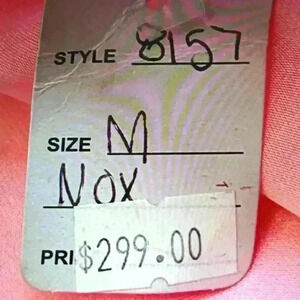 STYLE 8157
SIZE M
NOX
PRI $299.00